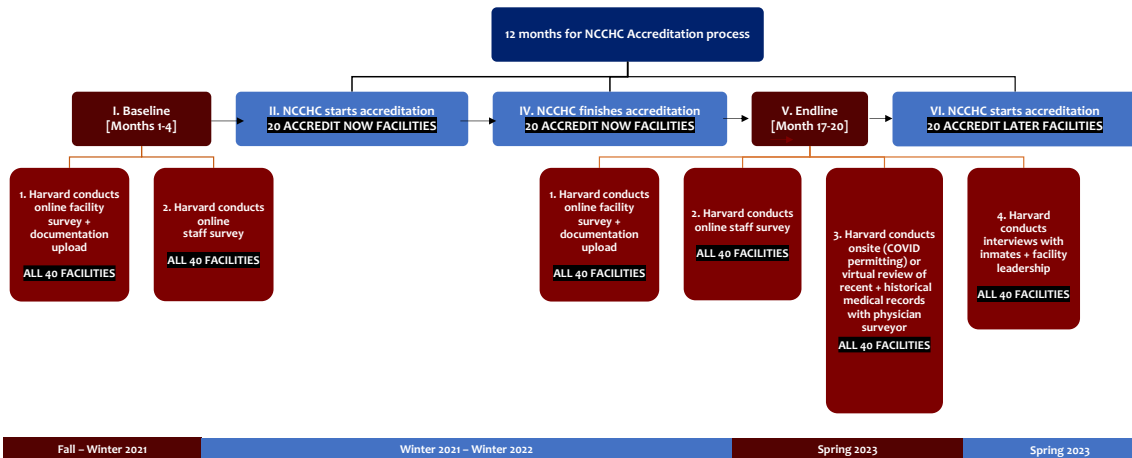 12 months for NCCHC Accreditation process
I. Baseline
[Months 1-4]
II. NCCHC starts accreditation
20 ACCREDIT NOW FACILITIES
IV. NCCHC finishes accreditation
20 ACCREDIT NOW FACILITIES
V. Endline
[Month 17-20]
VI. NCCHC starts accreditation
20 ACCREDIT LATER FACILITIES
1. Harvard conducts
online facility
survey +
documentation
upload
ALL 40 FACILITIES
2. Harvard conducts
online
staff survey
ALL 40 FACILITIES
1. Harvard conducts
online facility
survey +
documentation
upload
ALL 40 FACILITIES
2. Harvard conducts
online staff survey
ALL 40 FACILITIES
3. Harvard conducts
onsite (COVID
permitting) or
virtual review of
recent + historical
medical records
with physician
surveyor
ALL 40 FACILITIES
4. Harvard
conducts
interviews with
inmates + facility
leadership
ALL 40 FACILITIES
Fall – Winter 2021
Winter 2021 – Winter 2022
Spring 2023
Spring 2023